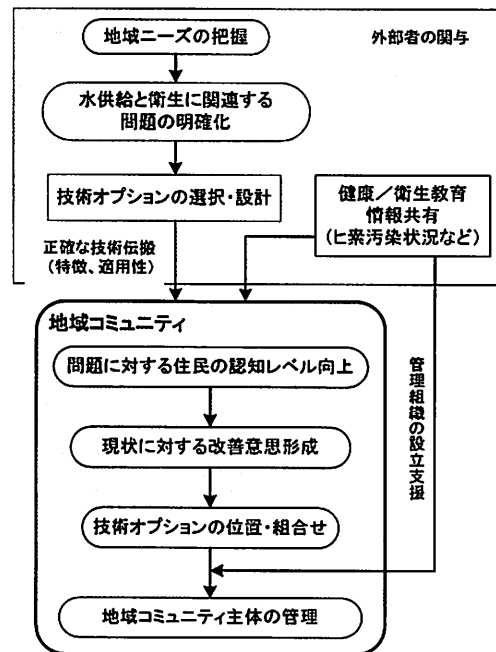 地域ニーズの把握
外部者の関与
水供給と衛生に関連する
問題の明確化
技術オプションの選択・設計
健康／衛生教育
情報共有
(ヒ素汚染状況など)
正確な技術伝搬
(特徴、適用性)
地域コミュニティ
問題に対する住民の認知レベル向上
現状に対する改善意思形成
技術オプションの位置・組合せ
地域コミュニティ主体の管理
管理組織の設立支援